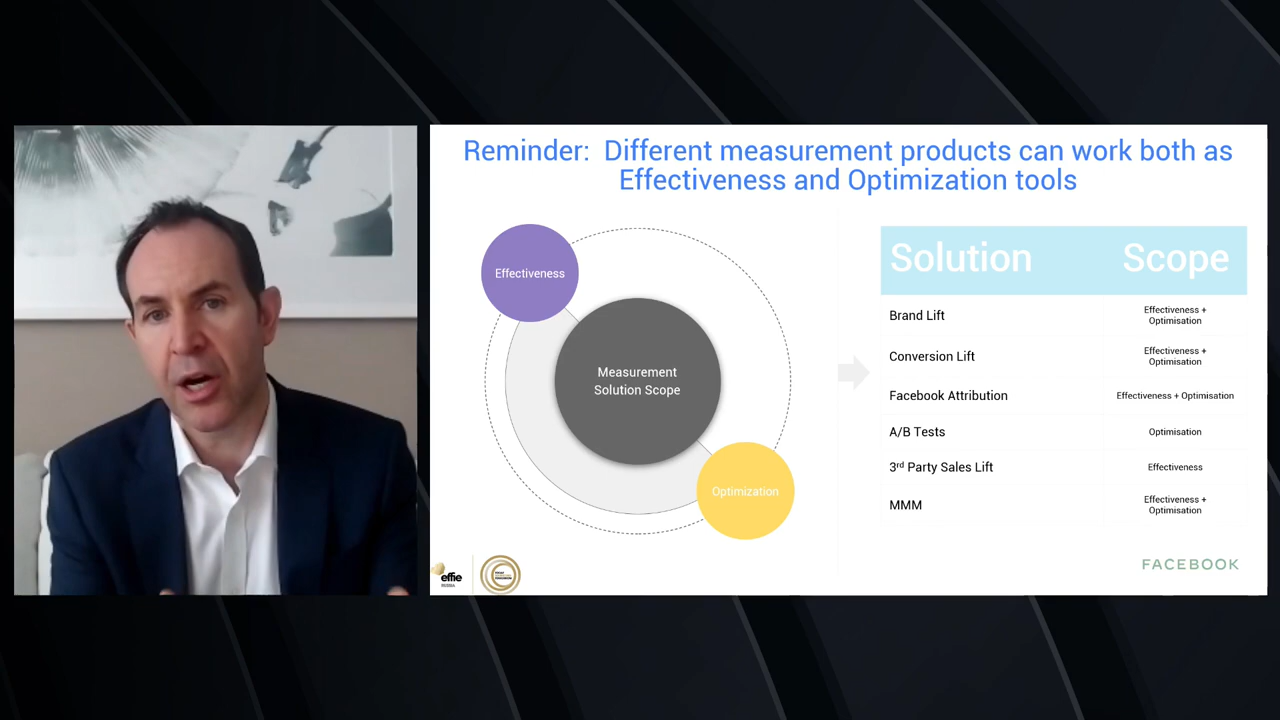 Reminder:  Different measurement products can work both as
Effectiveness and Optimization tools
Effectiveness
Measurement
Solution Scope
Optimization
Solution Scope
Brand Lift Effectiveness +
Optimisation
Conversion Lift Effectiveness +
Optimisation
Facebook Attribution Effectiveness + Optimisation
A/B Tests Optimisation
3rd Party Sales Lift Effectiveness
MMM Effectiveness +
Optimisation
effie
FACEBOOK